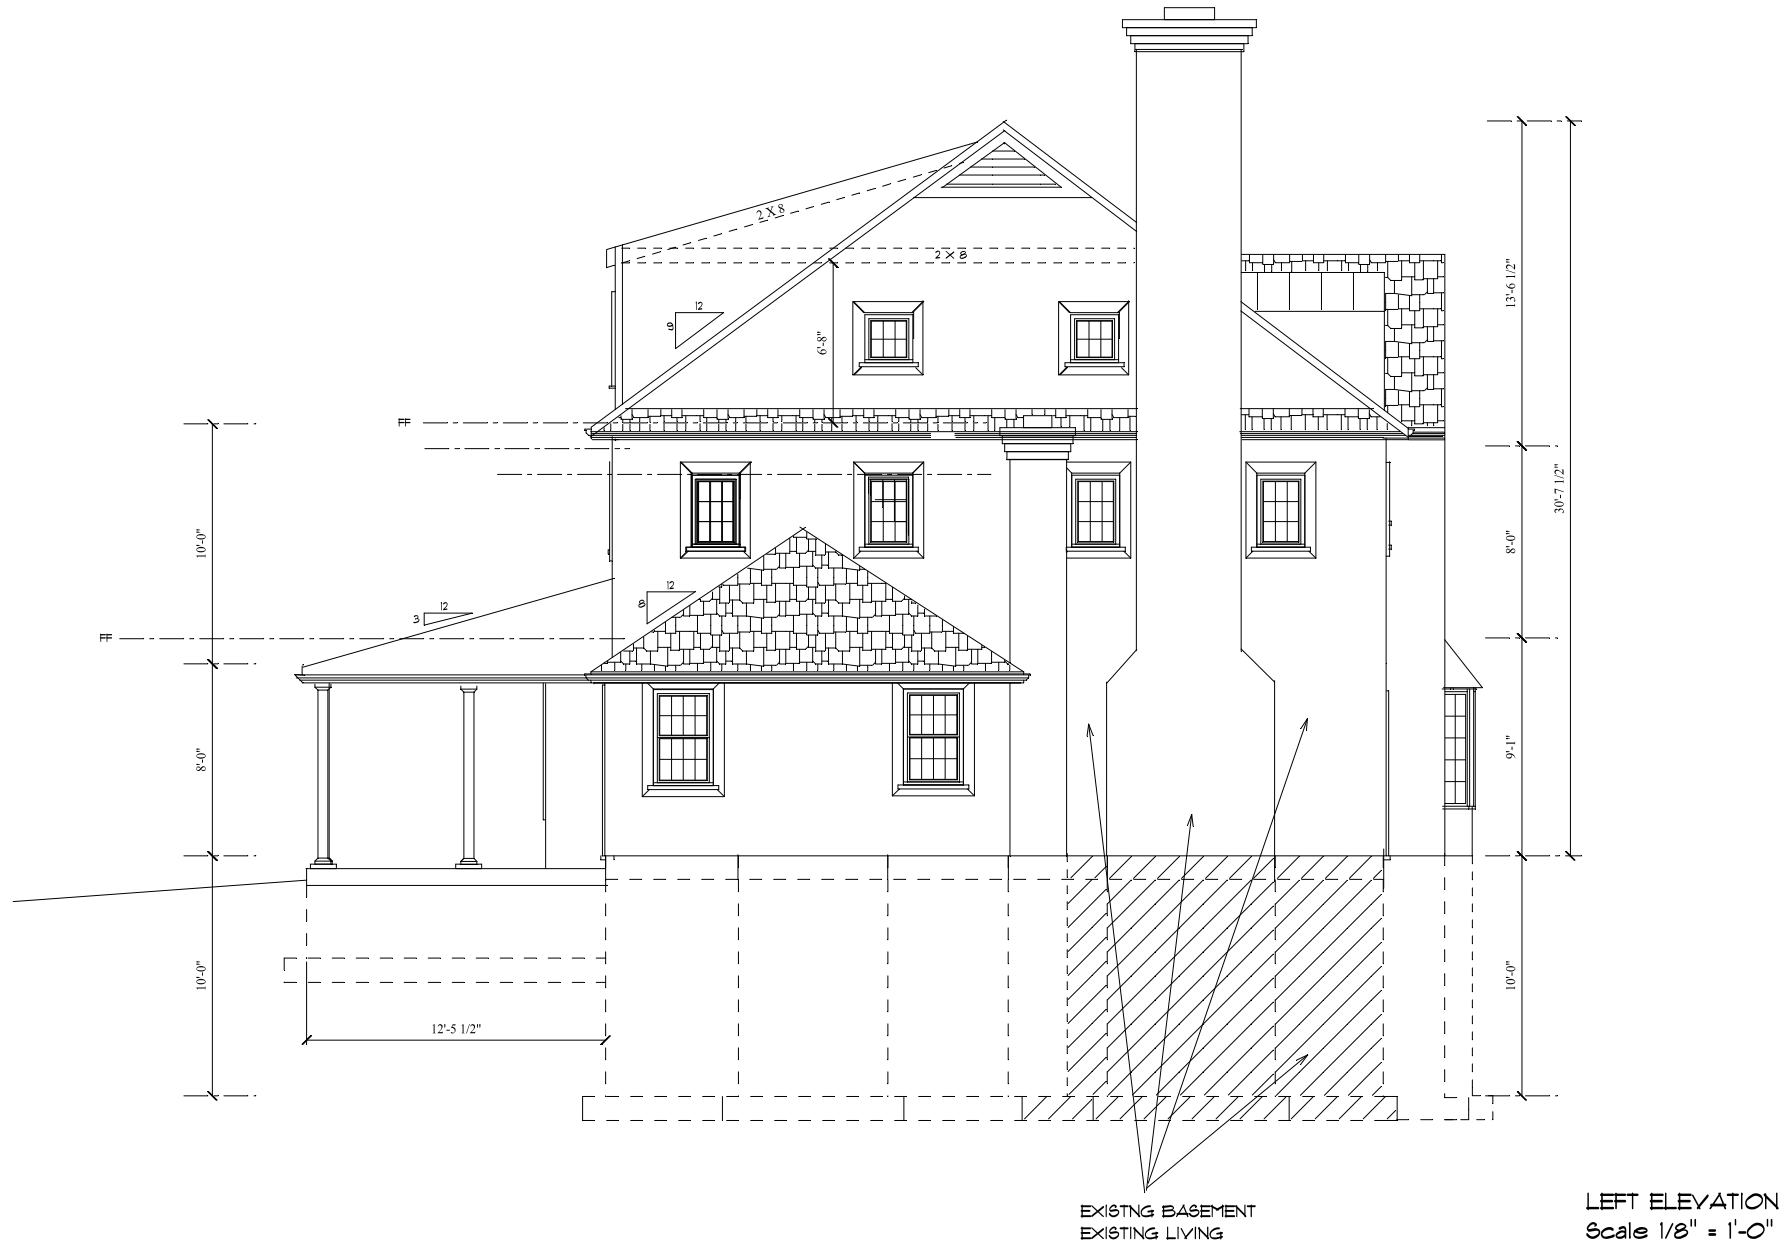 2 X 8
2 X 8
12
9
6'-8"
13'-6 1/2"
30'-7 1/2"
FF
10'-0"
8'-0"
12
8
12
3
FF
8'-0"
9'-1"
10'-0"
10'-0"
12'-5 1/2"
EXISTNG BASEMENT
EXISTING LIVING
LEFT ELEVATION
Scale 1/8" = 1'-0"